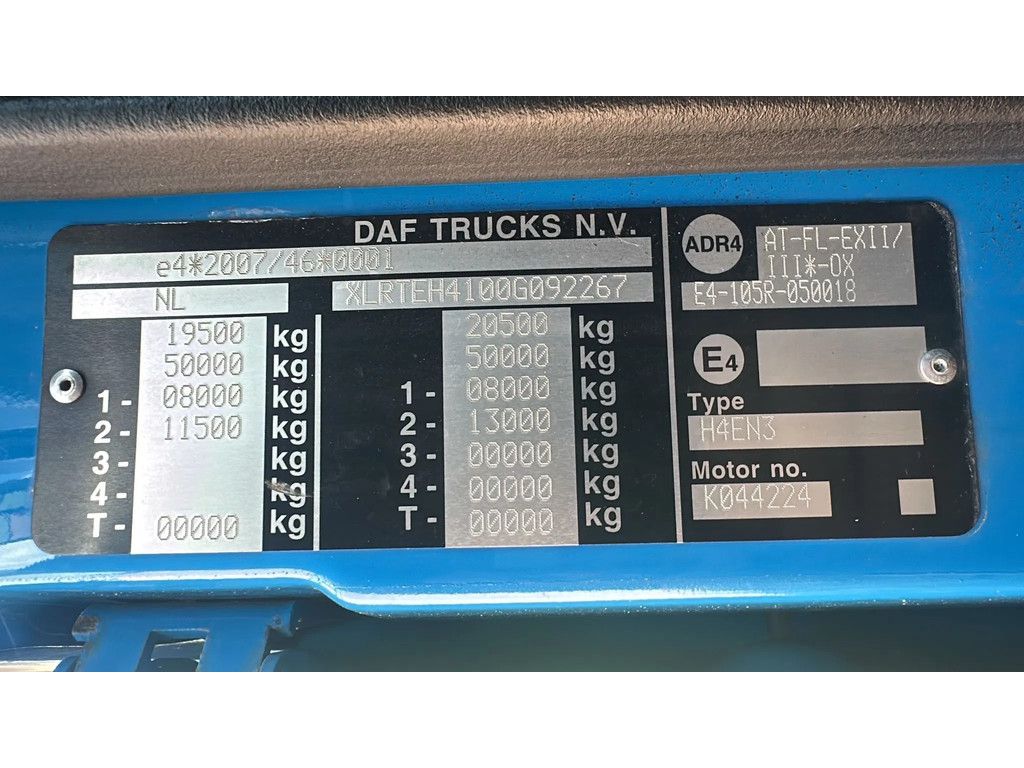 DAF TRUCKS N.V.
e4*2007/46*0001
NL XLRTEH4100G092267
19500 kg 20500 kg
50000 kg 50000 kg
1- 08000 kg 1- 08000 kg
2- 11500 kg 2- 13000 kg
3- kg 3- 00000 kg
4- kg 4- 00000 kg
T- 00000 kg T- 00000 kg
ADR4 AT-FL-EXII/
III*-OX
E4-105R-050018
E4
Type
H4EN3
Motor no.
K044224